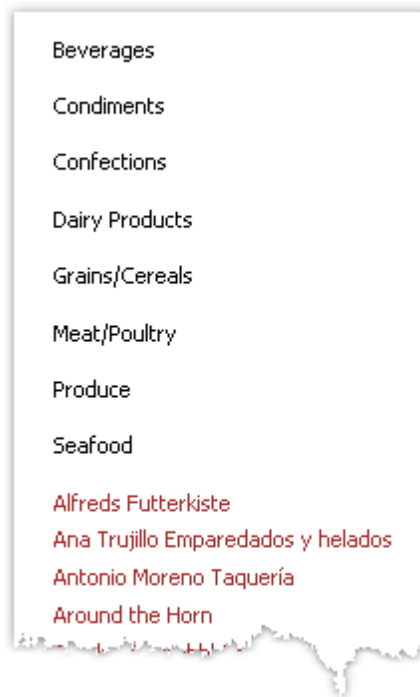 Beverages
Condiments
Confections
Dairy Products
Grains/Cereals
Meat/Poultry
Produce
Seafood
Alfreds Futterkiste
Ana Trujillo Emparedados y helados
Antonio Moreno Taquería
Around the Horn